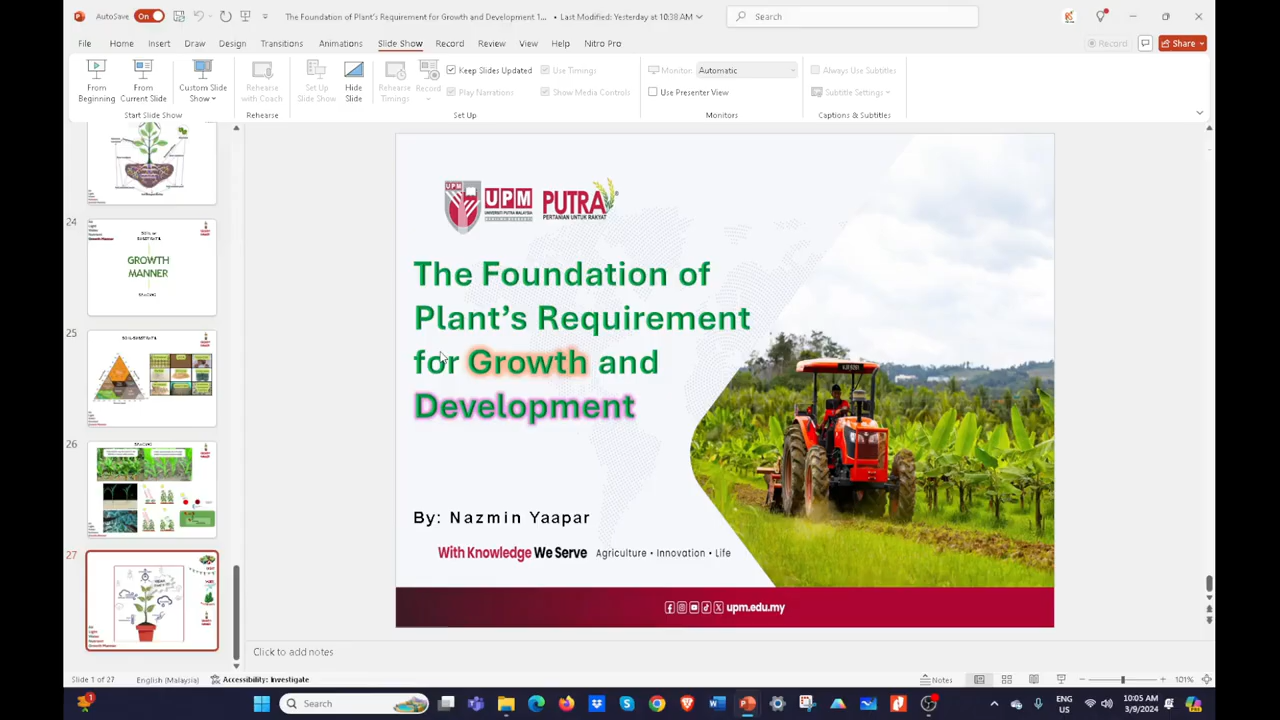 AutoSave
On
The Foundation of Plant's Requirement for Growth and Development 1... • Last Modified: Yesterday at 10:38AM
Search
File Home Insert Draw Design Transitions Animations Slide Show Record Review View Help Nitro Pro
Record
Share
From Beginning
From Current Slide
Custom Slide Show
Rehearse with Coach
Set Up Slide Show
Hide Slide
Rehearse Timings
Record
Keep Slides Updated
Play Narrations
Use Timings
Show Media Controls
Monitor:
Automatic
Use Presenter View
Always Use Subtitles
Subtitle Settings
Start Slide Show
Rehearse
Set Up
Monitors
Captions & Subtitles
24
GROWTH
MANNER
25
26
27
UPM
UNIVERSITI PUTRA MALAYSIA
PUTRA
PERTANIAN UNTUK RAKYAT
The Foundation of
Plant's Requirement
for Growth and
Development
By: Nazmin Yaapar
With Knowledge We Serve Agriculture • Innovation • Life
upm.edu.my
Click to add notes
Slide 1 of 27
English (Malaysia)
Accessibility: Investigate
Notes
101%
Search
ENG
US
10:05 AM
3/9/2024